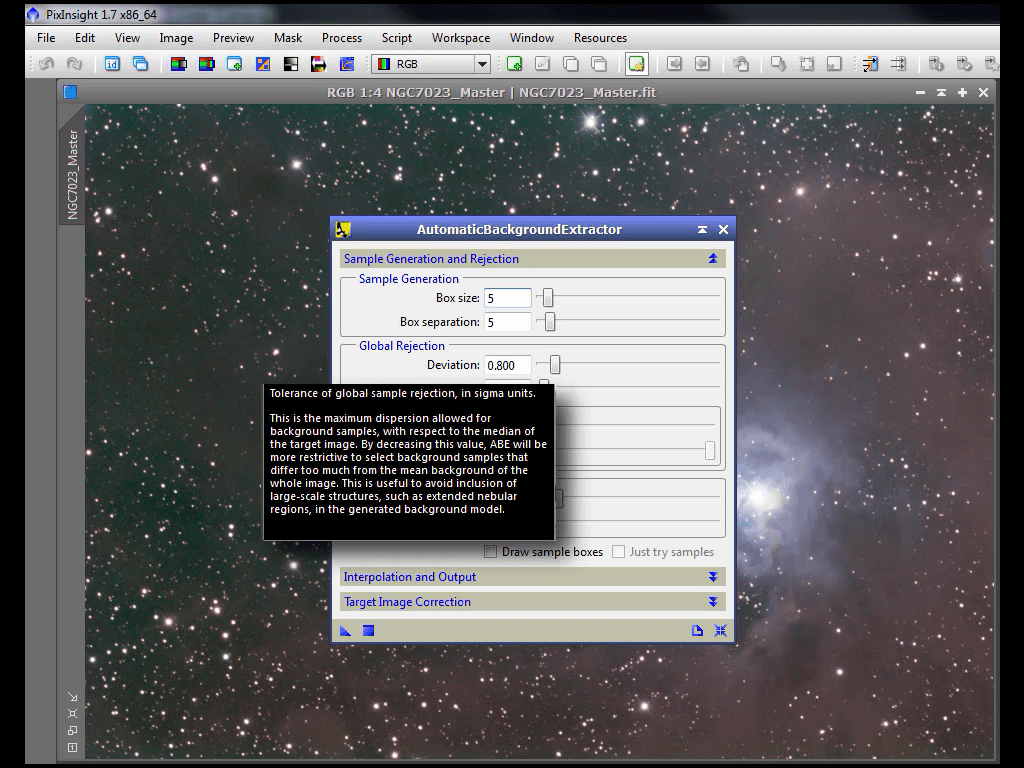 PixInsight 1.7 x86_64
File Edit View Image Preview Mask Process Script Workspace Window Resources
id RGB
RGB 1:4 NGC7023_Master | NGC7023_Master.fit
NGC7023_Master
AutomaticBackgroundExtractor
Sample Generation and Rejection
Sample Generation
Box size: 5
Box separation: 5
Global Rejection
Deviation: 0.800
Tolerance of global sample rejection, in sigma units.
This is the maximum dispersion allowed for
background samples, with respect to the median of
the target image. By decreasing this value, ABE will be
more restrictive to select background samples that
differ too much from the mean background of the
whole image. This is useful to avoid inclusion of
large-scale structures, such as extended nebular
regions, in the generated background model.
Draw sample boxes Just try samples
Interpolation and Output
Target Image Correction